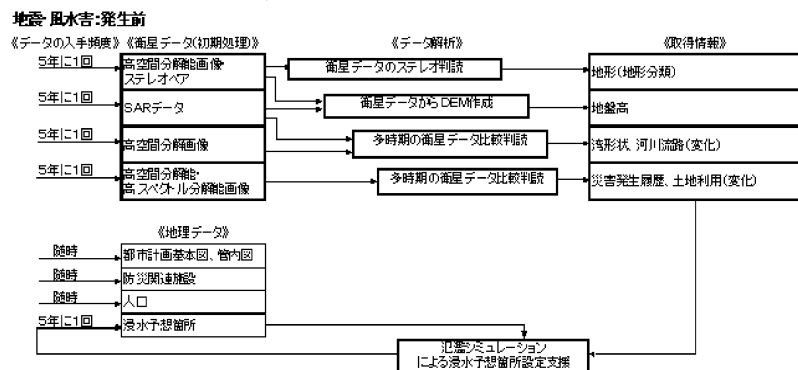 地震・風水害:発生前
《データの入手頻度》《衛星データ(初期処理)》
《データ解析》
《取得情報》
5年に1回
高空間分解能画像・
ステレオペア
衛星データのステレオ判読
地形(地形分類)
5年に1回
SARデータ
衛星データからDEM作成
地盤高
5年に1回
高空間分解画像
多時期の衛星データ比較判読
湾形状、河川流路(変化)
5年に1回
高空間分解能・
高スペクトル分解能画像
多時期の衛星データ比較判読
災害発生履歴、土地利用(変化)
《地理データ》
随時
都市計画基本図、管内図
随時
防災関連施設
随時
人口
5年に1回
浸水予想箇所
氾濫シミュレーション
による浸水予想箇所設定支援